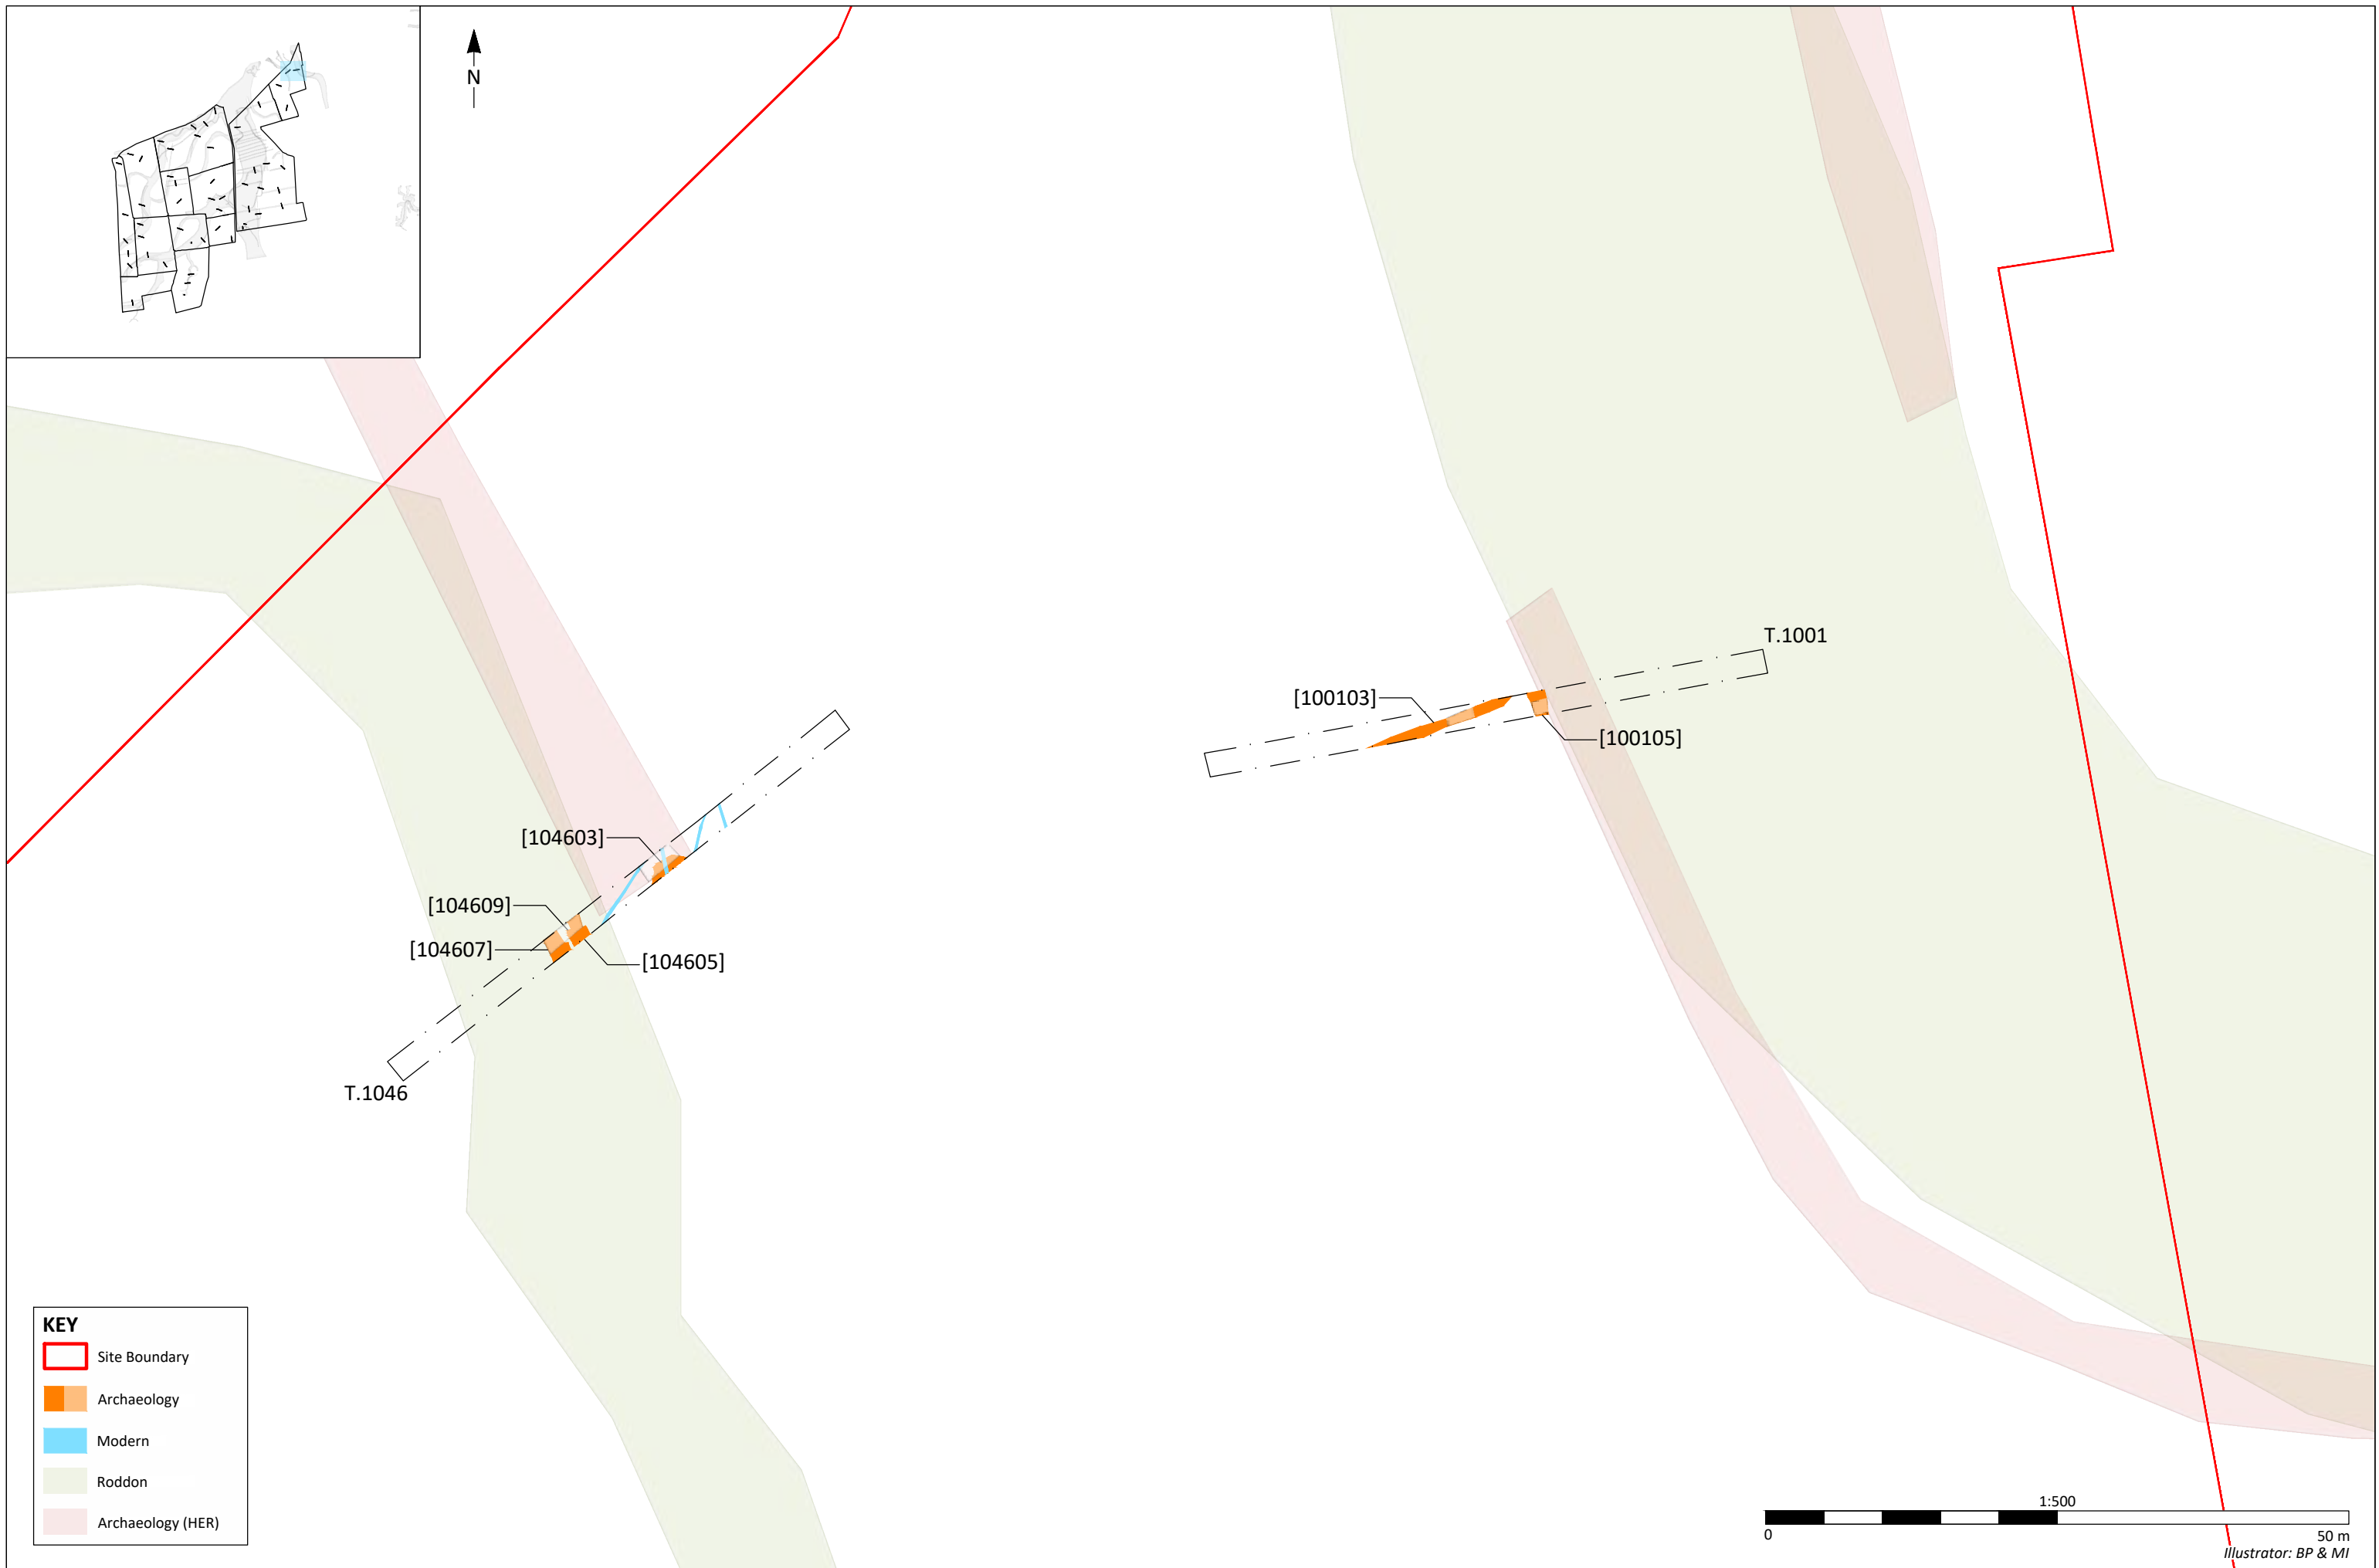 N
T.1001
[100103]
[100105]
[104603]
[104609]
[104607]
[104605]
T.1046
KEY
Site Boundary
Archaeology
Modern
Roddon
Archaeology (HER)
1:500
0 50 m
Illustrator: BP & MI